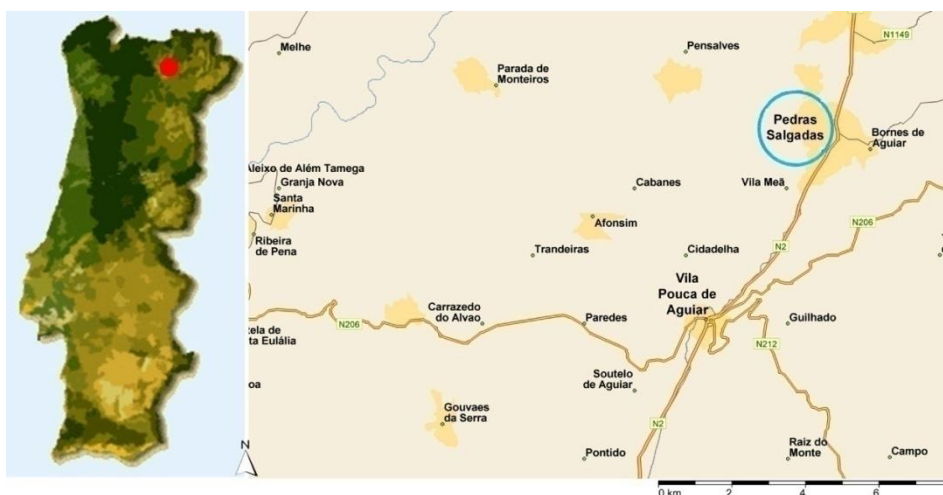 N1149
Melhe
Pensalves
Parada de
Monteiros
Pedras
Salgadas
Bornes de
Aguiar
Aleixo de Além Tamega
Granja Nova
Cabanes
Vila Meã
Santa
Marinha
Afonsim
N206
Ribeira
de Pena
Trandeiras
Cidadelha
N2
Vila
Pouca de
Aguiar
Carrazedo
do Alvao
N206
Paredes
Guilhado
tela de
ta Eulália
N212
Soutelo
de Aguiar
oa
Gouvaes
da Serra
N2
N
Pontido
Raiz do
Monte
Campo
0 km 2 4 6